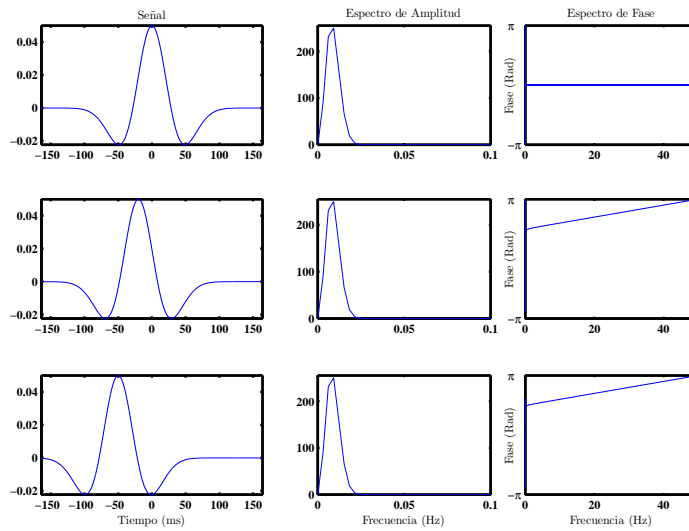 Señal
Espectro de Amplitud
Espectro de Fase
0.04
0.02
0
−0.02
−150 −100 −50 0 50 100 150
200
100
0
0 0.05 0.1
Fase (Rad)
π
−π
0 20 40
0.04
0.02
0
−0.02
−150 −100 −50 0 50 100 150
200
100
0
0 0.05 0.1
Fase (Rad)
π
−π
0 20 40
0.04
0.02
0
−0.02
−150 −100 −50 0 50 100 150
Tiempo (ms)
200
100
0
0 0.05 0.1
Frecuencia (Hz)
Fase (Rad)
π
−π
0 20 40
Frecuencia (Hz)